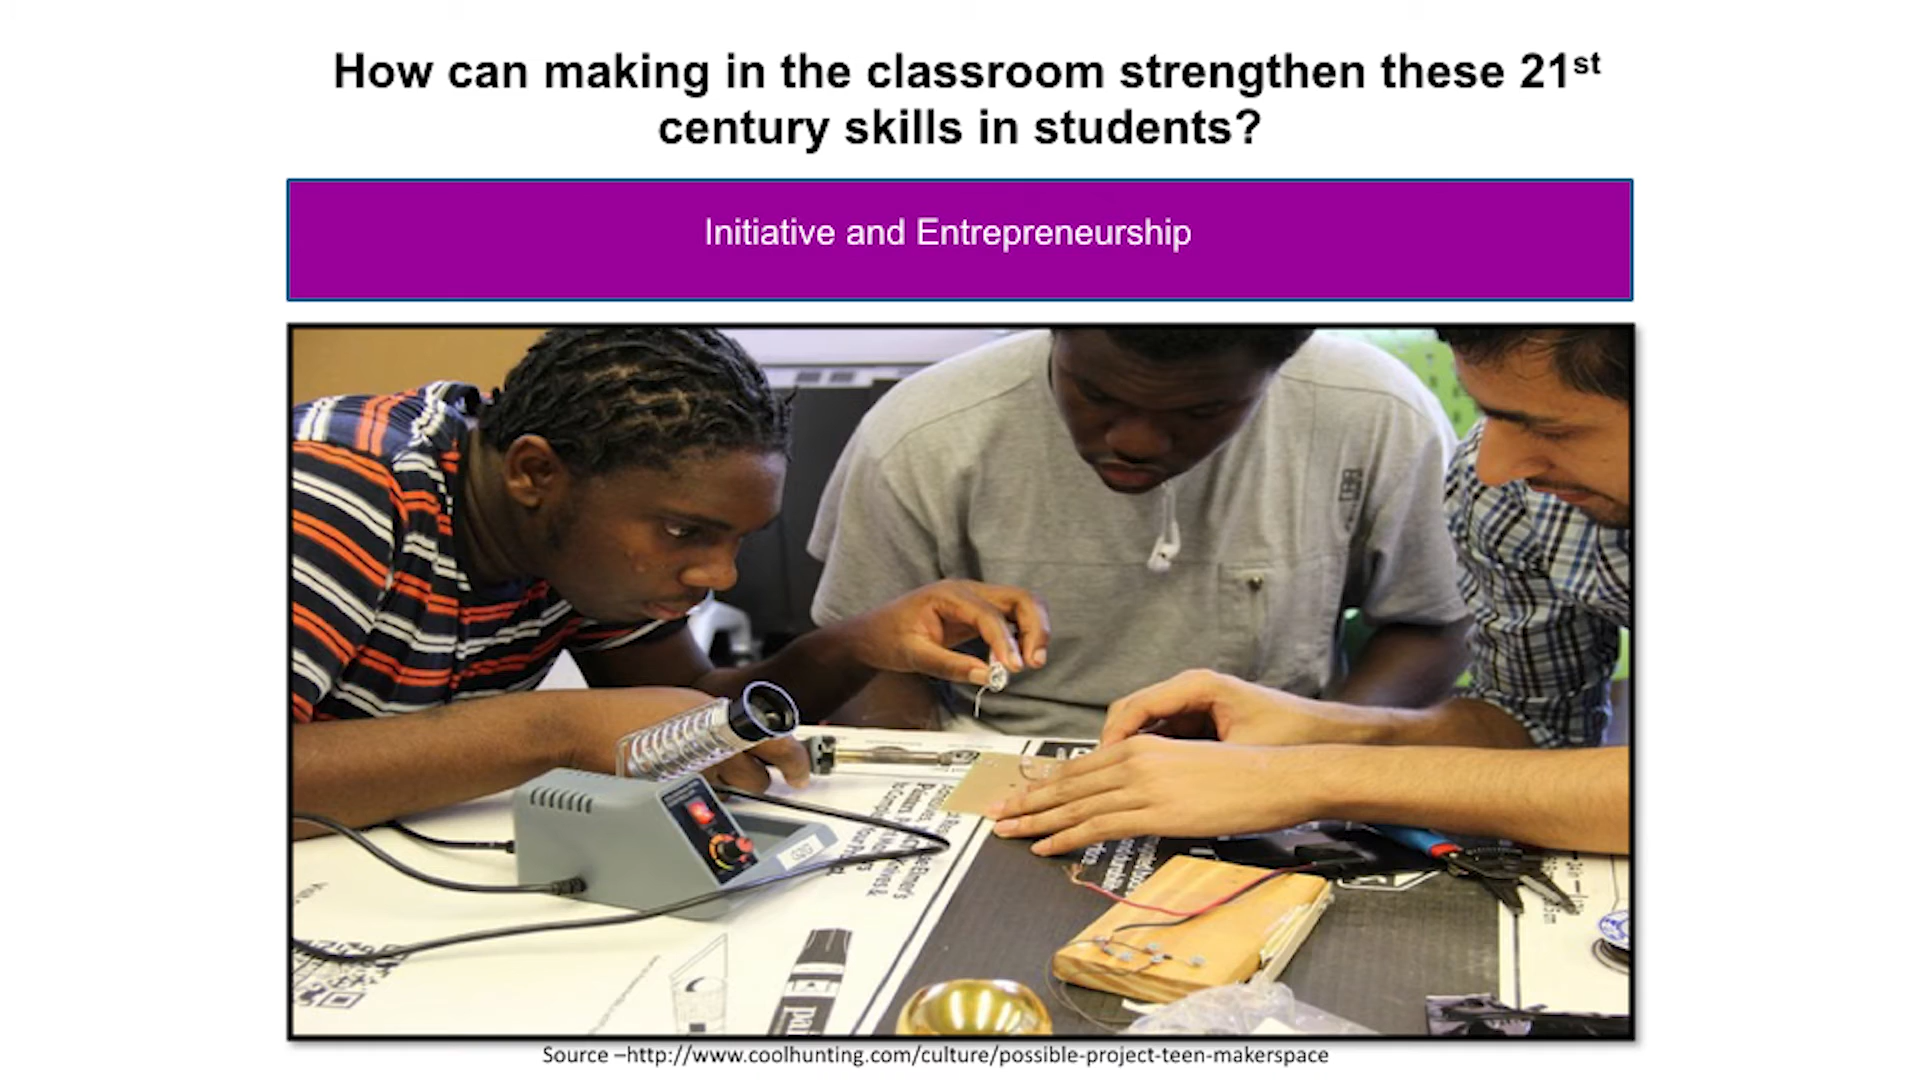 How can making in the classroom strengthen these 21st
century skills in students?
Initiative and Entrepreneurship
Source –http://www.coolhunting.com/culture/possible-project-teen-makerspace